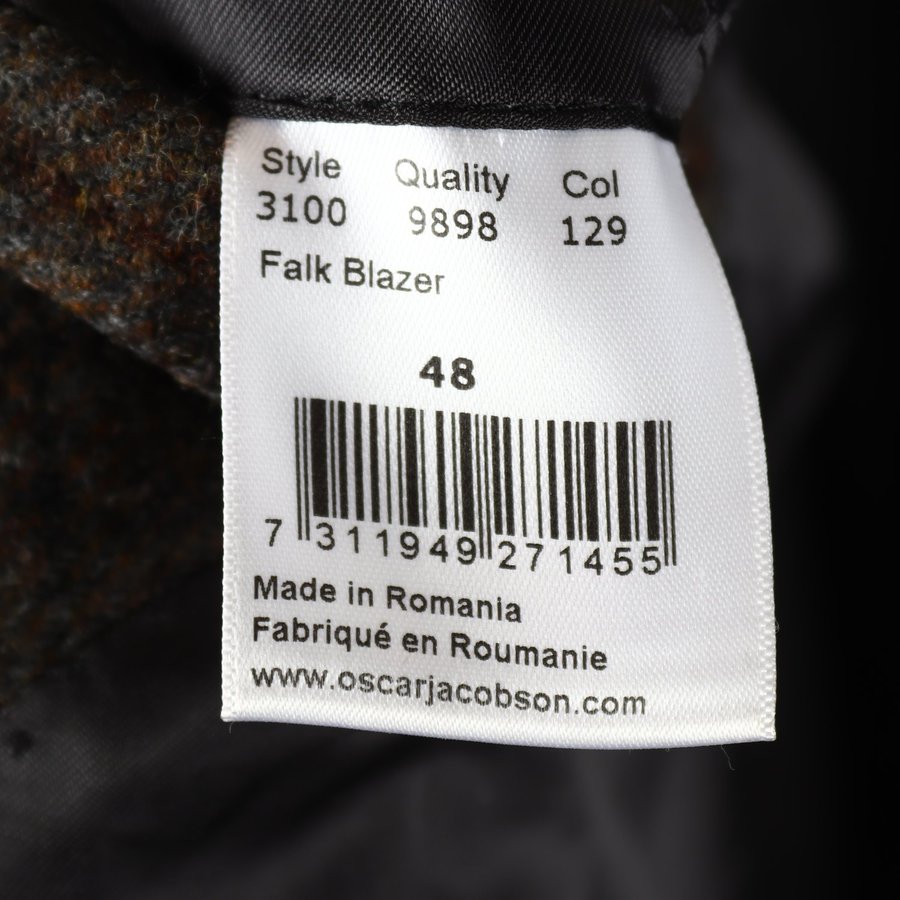 Style Quality Col
3100 9898 129
Falk Blazer
48
7 311949 271455
Made in Romania
Fabriqué en Roumanie
www.oscarjacobson.com